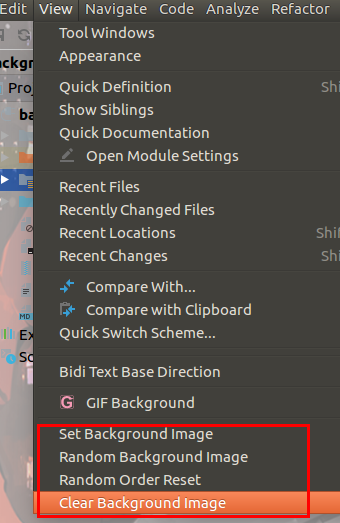 Edit View Navigate Code Analyze Refactor
Tool Windows
Appearance
Quick Definition Shi
Show Siblings
Quick Documentation
Open Module Settings
Recent Files
Recently Changed Files
Recent Locations Shif
Recent Changes Shi
Compare With...
Compare with Clipboard
Quick Switch Scheme...
Bidi Text Base Direction
G GIF Background
Set Background Image
Random Background Image
Random Order Reset
Clear Background Image
ackgr
Proj
ba
MD
Ex
Sc